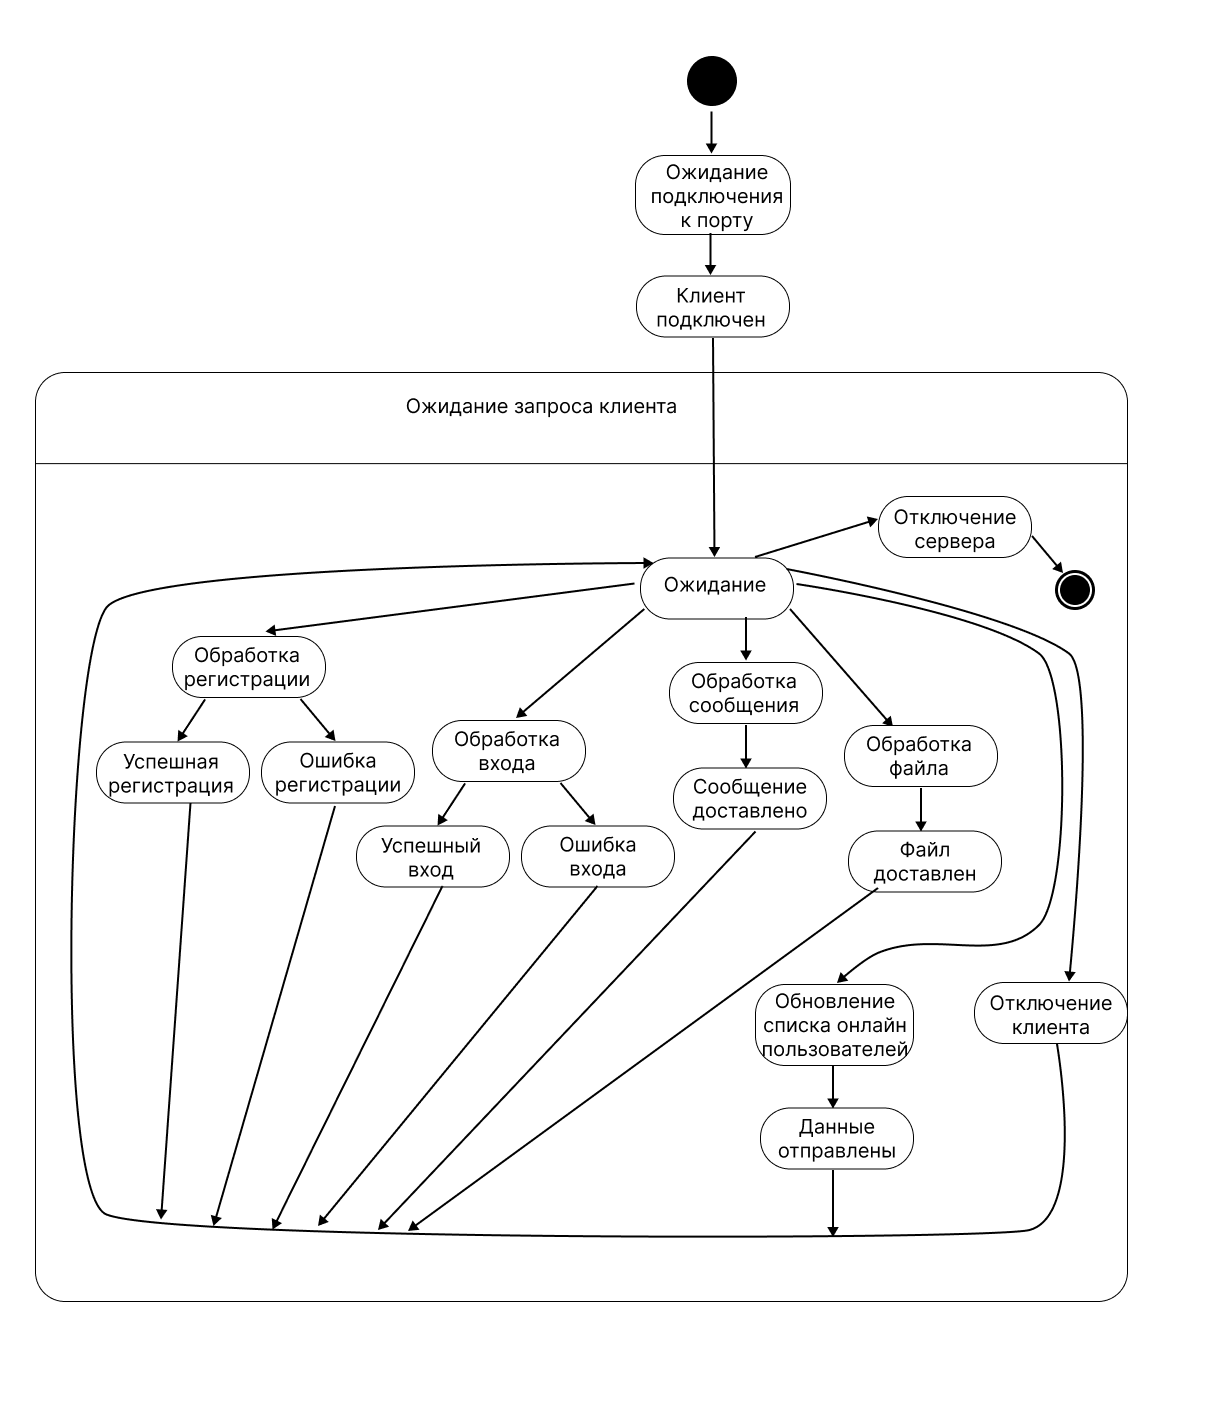 Ожидание
подключения
к порту
Клиент
подключен
Ожидание запроса клиента
Отключение
сервера
Ожидание
Обработка
регистрации
Обработка
сообщения
Обработка
входа
Обработка
файла
Успешная
регистрация
Ошибка
регистрации
Сообщение
доставлено
Успешный
вход
Ошибка
входа
Файл
доставлен
Обновление
списка онлайн
пользователей
Отключение
клиента
Данные
отправлены